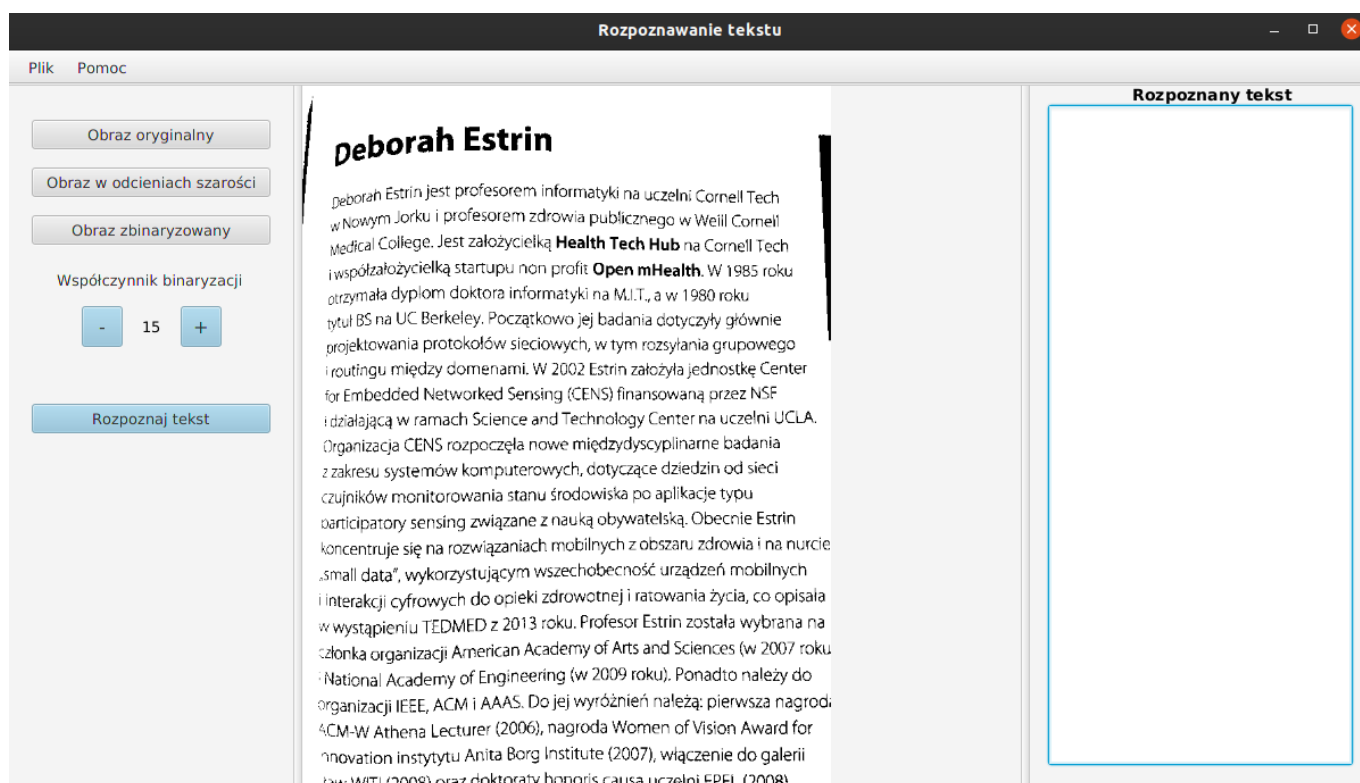 Rozpoznawanie tekstu
Plik Pomoc
Obraz oryginalny
Obraz w odcieniach szarości
Obraz zbinaryzowany
Współczynnik binaryzacji
- 15 +
Rozpoznaj tekst
Deborah Estrin
Deborah Estrin jest profesorem informatyki na uczelni Cornell Tech
w Nowym Jorku i profesorem zdrowia publicznego w Weill Cornell
Medical College. Jest założycielką Health Tech Hub na Cornell Tech
i współzałożycielką startupu non profit Open mHealth. W 1985 roku
otrzymała dyplom doktora informatyki na M.I.T., a w 1980 roku
tytuł BS na UC Berkeley. Początkowo jej badania dotyczyły głównie
projektowania protokołów sieciowych, w tym rozsyłania grupowego
i routingu między domenami. W 2002 Estrin założyła jednostkę Center
for Embedded Networked Sensing (CENS) finansowaną przez NSF
i działającą w ramach Science and Technology Center na uczelni UCLA.
Organizacja CENS rozpoczęła nowe międzydyscyplinarne badania
z zakresu systemów komputerowych, dotyczące dziedzin od sieci
czujników monitorowania stanu środowiska po aplikacje typu
participatory sensing związane z nauką obywatelską. Obecnie Estrin
koncentruje się na rozwiązaniach mobilnych z obszaru zdrowia i na nurcie
„small data", wykorzystującym wszechobecność urządzeń mobilnych
i interakcji cyfrowych do opieki zdrowotnej i ratowania życia, co opisała
w wystąpieniu TEDMED z 2013 roku. Profesor Estrin została wybrana na
członka organizacji American Academy of Arts and Sciences (w 2007 roku
i National Academy of Engineering (w 2009 roku). Ponadto należy do
organizacji IEEE, ACM i AAAS. Do jej wyróżnień należą: pierwsza nagroda
ACM-W Athena Lecturer (2006), nagroda Women of Vision Award for
nnovation instytutu Anita Borg Institute (2007), włączenie do galerii
WITI (2008) oraz doktoraty honoris causa uczelni EPFL (2008)
Rozpoznany tekst